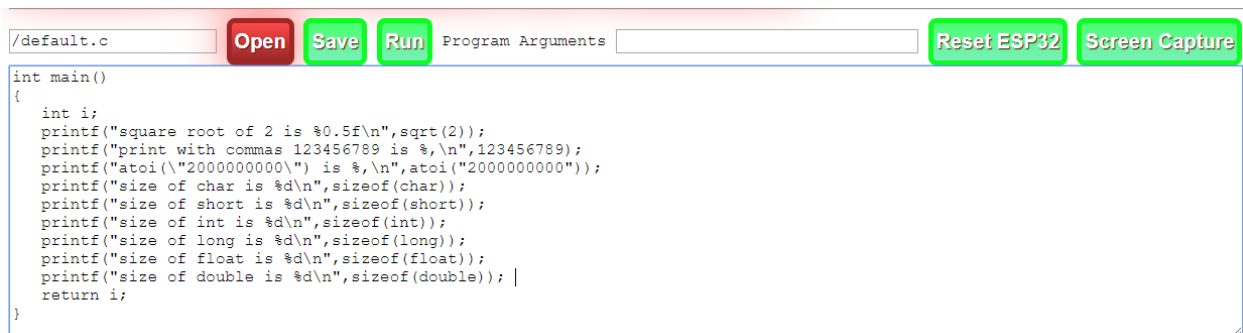 /default.c Open Save Run Program Arguments Reset ESP32 Screen Capture
int main()
{
   int i;
   printf("square root of 2 is %0.5f\n",sqrt(2));
   printf("print with commas 123456789 is %,\n",123456789);
   printf("atoi(\"2000000000\") is %,\n",atoi("2000000000"));
   printf("size of char is %d\n",sizeof(char));
   printf("size of short is %d\n",sizeof(short));
   printf("size of int is %d\n",sizeof(int));
   printf("size of long is %d\n",sizeof(long));
   printf("size of float is %d\n",sizeof(float));
   printf("size of double is %d\n",sizeof(double));
   return i;
}